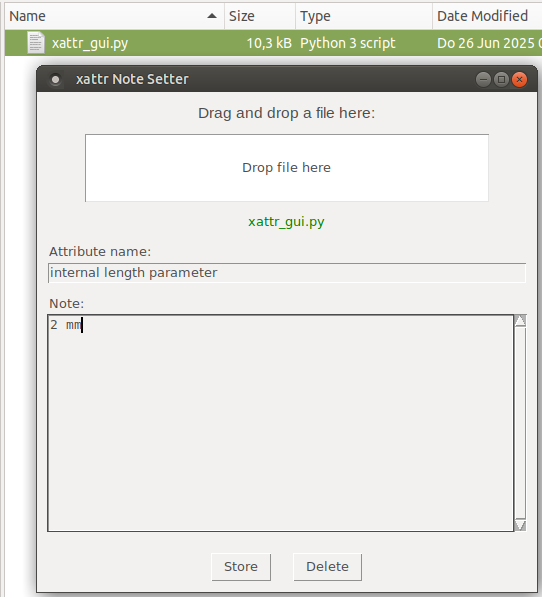 Name Size Type Date Modified
xattr_gui.py 10,3 kB Python 3 script Do 26 Jun 2025
xattr Note Setter
Drag and drop a file here:
Drop file here
xattr_gui.py
Attribute name:
internal length parameter
Note:
2 mm
Store Delete